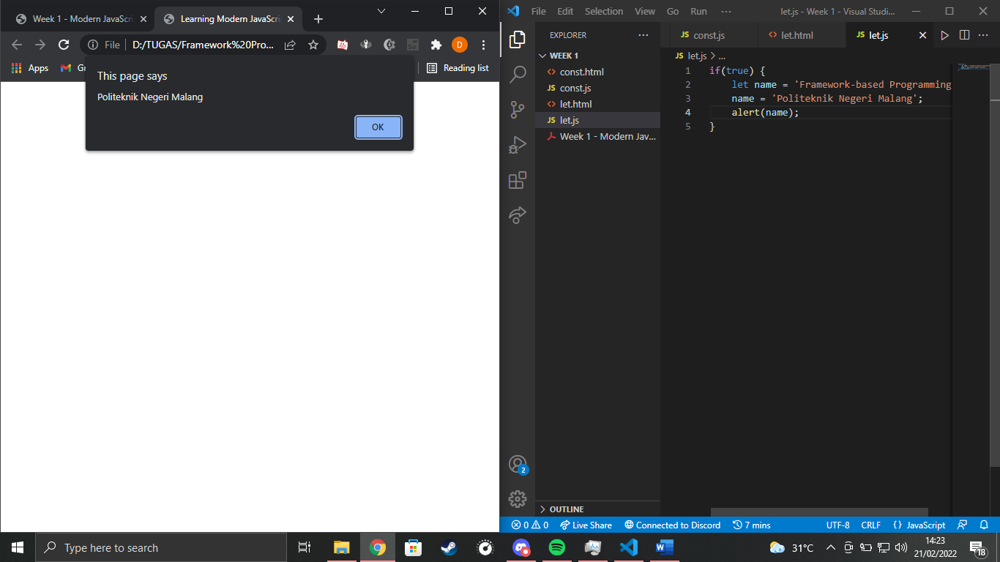 Week 1 - Modern JavaScri
Learning Modern JavaScri
File
D:/TUGAS/Framework%20Pro...
D
Apps
Reading list
This page says
Politeknik Negeri Malang
OK
File Edit Selection View Go Run ...
let.js - Week 1 - Visual Studi...
EXPLORER
WEEK 1
<> const.html
JS const.js
<> let.html
JS let.js
Week 1 - Modern Jav...
OUTLINE
JS const.js
<> let.html
JS let.js
JS let.js > ...
1 if(true) {
2 let name = 'Framework-based Programming
3 name = 'Politeknik Negeri Malang';
4 alert(name);
5 }
2
0 0 Live Share Connected to Discord 7 mins
UTF-8 CRLF {} JavaScript
Type here to search
31°C
14:23
21/02/2022
18